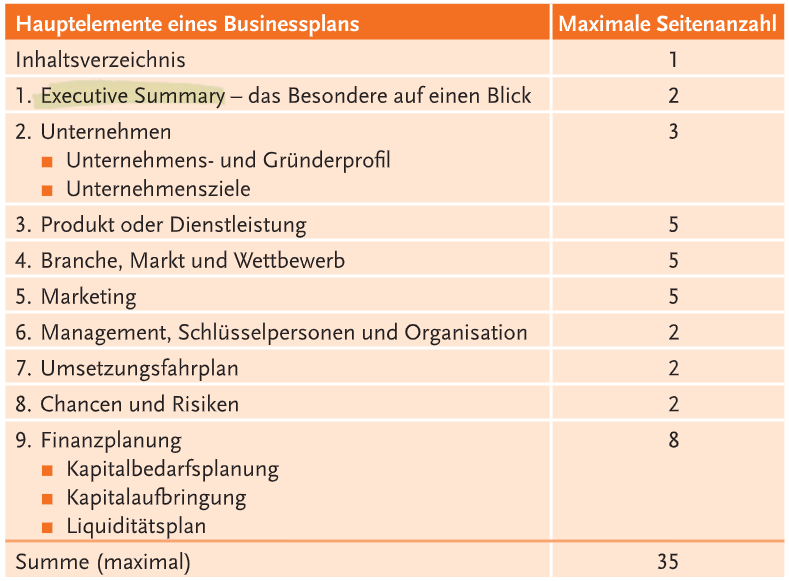 Hauptelemente eines Businessplans Maximale Seitenanzahl
Inhaltsverzeichnis 1
1. Executive Summary – das Besondere auf einen Blick 2
2. Unternehmen 3
■ Unternehmens- und Gründerprofil
■ Unternehmensziele
3. Produkt oder Dienstleistung 5
4. Branche, Markt und Wettbewerb 5
5. Marketing 5
6. Management, Schlüsselpersonen und Organisation 2
7. Umsetzungsfahrplan 2
8. Chancen und Risiken 2
9. Finanzplanung 8
■ Kapitalbedarfsplanung
■ Kapitalaufbringung
■ Liquiditätsplan
Summe (maximal) 35